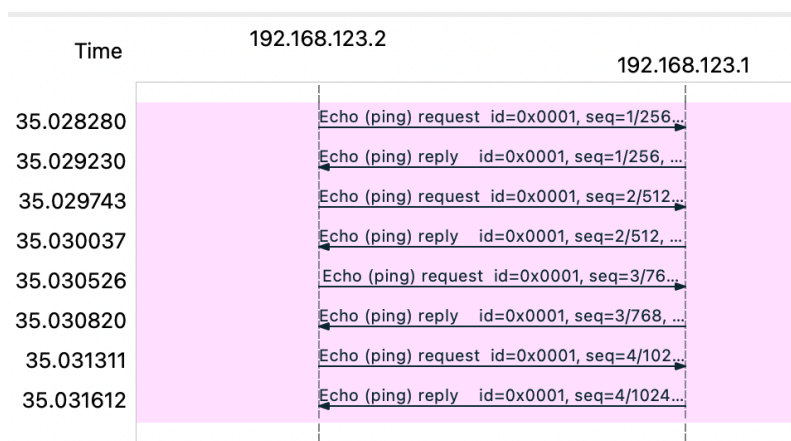 192.168.123.2
Time
192.168.123.1
35.028280 Echo (ping) request id=0x0001, seq=1/256...
35.029230 Echo (ping) reply id=0x0001, seq=1/256, ...
35.029743 Echo (ping) request id=0x0001, seq=2/512...
35.030037 Echo (ping) reply id=0x0001, seq=2/512, ...
35.030526 Echo (ping) request id=0x0001, seq=3/76...
35.030820 Echo (ping) reply id=0x0001, seq=3/768, ...
35.031311 Echo (ping) request id=0x0001, seq=4/102...
35.031612 Echo (ping) reply id=0x0001, seq=4/1024...